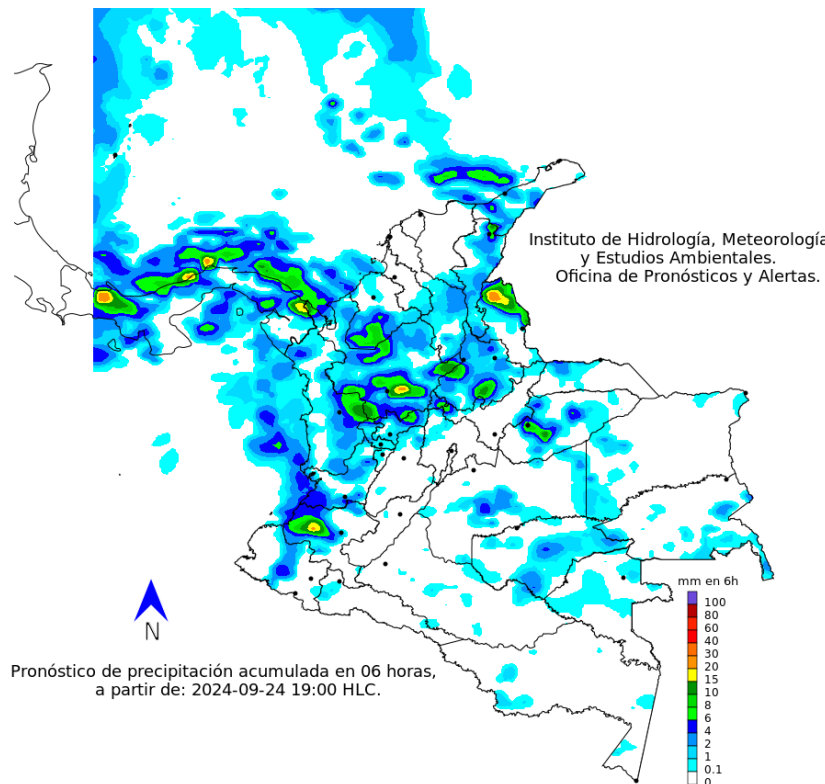 Instituto de Hidrología, Meteorología
y Estudios Ambientales.
Oficina de Pronósticos y Alertas.
mm en 6h
100
80
60
40
30
20
15
10
8
6
4
2
1
0.1
0
N
Pronóstico de precipitación acumulada en 06 horas,
a partir de: 2024-09-24 19:00 HLC.